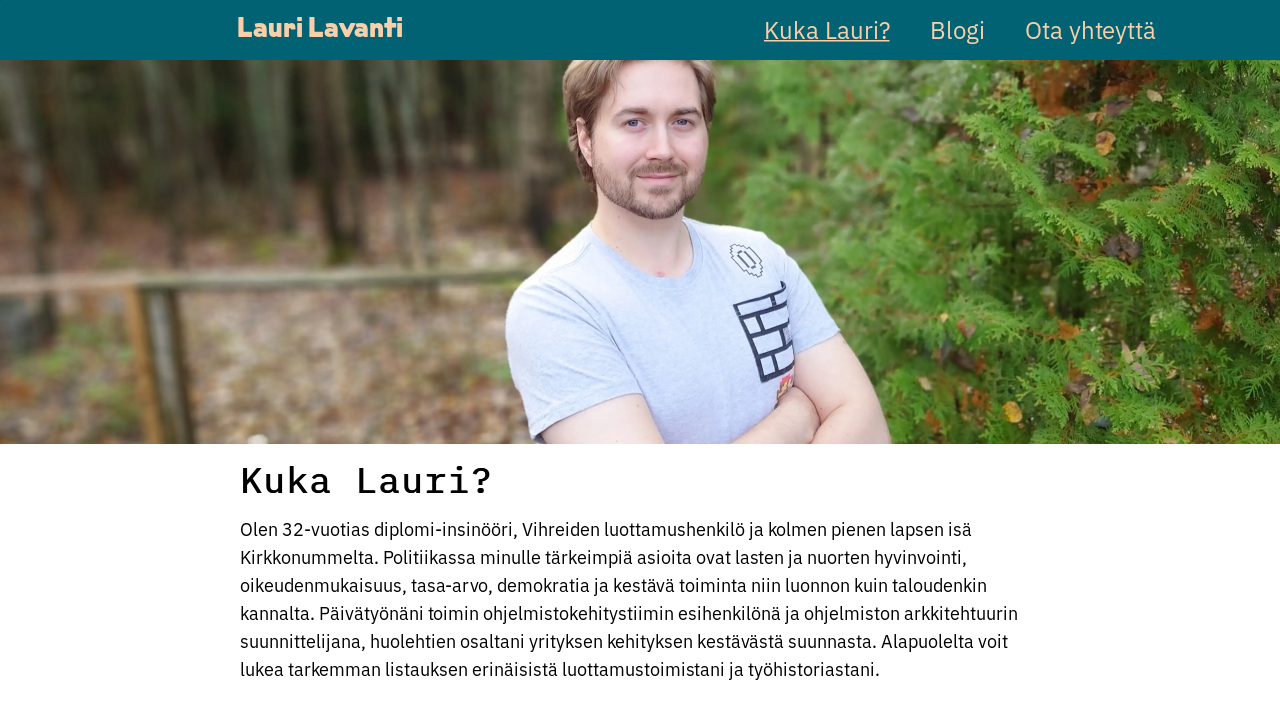 Lauri Lavanti
Kuka Lauri?
Blogi
Ota yhteyttä
Kuka Lauri?
Olen 32-vuotias diplomi-insinööri, Vihreiden luottamushenkilö ja kolmen pienen lapsen isä
Kirkkonummelta. Politiikassa minulle tärkeimpiä asioita ovat lasten ja nuorten hyvinvointi,
oikeudenmukaisuus, tasa-arvo, demokratia ja kestävä toiminta niin luonnon kuin taloudenkin
kannalta. Päivätyönäni toimin ohjelmistokehitystiimin esihenkilönä ja ohjelmiston arkkitehtuurin
suunnittelijana, huolehtien osaltani yrityksen kehityksen kestävästä suunnasta. Alapuolelta voit
lukea tarkemman listauksen erinäisistä luottamustoimistani ja työhistoriastani.